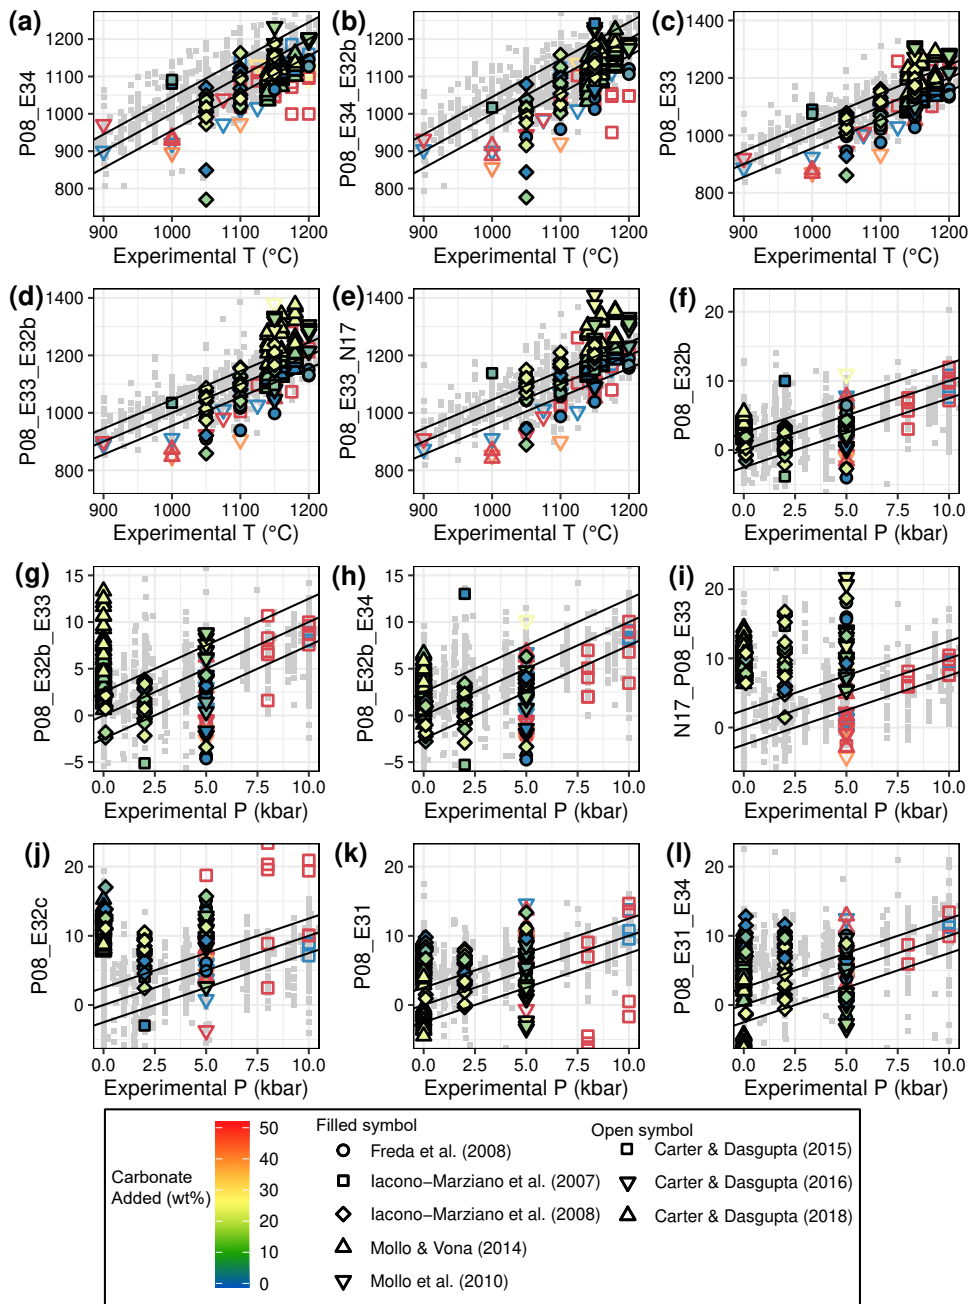 (a)
P08_E34
1200
1100
1000
900
800
900 1000 1100 1200
Experimental T (°C)
(b)
P08_E34_E32b
1200
1100
1000
900
800
900 1000 1100 1200
Experimental T (°C)
(c)
P08_E33
1400
1200
1000
800
900 1000 1100 1200
Experimental T (°C)
(d)
P08_E33_E32b
1400
1200
1000
800
900 1000 1100 1200
Experimental T (°C)
(e)
P08_E33_N17
1400
1200
1000
800
900 1000 1100 1200
Experimental T (°C)
(f)
P08_E32b
20
10
0
0.0 2.5 5.0 7.5 10.0
Experimental P (kbar)
(g)
P08_E32b_E33
15
10
5
0
−5
0.0 2.5 5.0 7.5 10.0
Experimental P (kbar)
(h)
P08_E32b_E34
15
10
5
0
−5
0.0 2.5 5.0 7.5 10.0
Experimental P (kbar)
(i)
N17_P08_E33
20
10
0
0.0 2.5 5.0 7.5 10.0
Experimental P (kbar)
(j)
P08_E32c
20
10
0
0.0 2.5 5.0 7.5 10.0
Experimental P (kbar)
(k)
P08_E31
20
10
0
0.0 2.5 5.0 7.5 10.0
Experimental P (kbar)
(l)
P08_E31_E34
20
10
0
0.0 2.5 5.0 7.5 10.0
Experimental P (kbar)
Carbonate
Added (wt%)
50
40
30
20
10
0
Filled symbol
Freda et al. (2008)
Iacono−Marziano et al. (2007)
Iacono−Marziano et al. (2008)
Mollo & Vona (2014)
Mollo et al. (2010)
Open symbol
Carter & Dasgupta (2015)
Carter & Dasgupta (2016)
Carter & Dasgupta (2018)